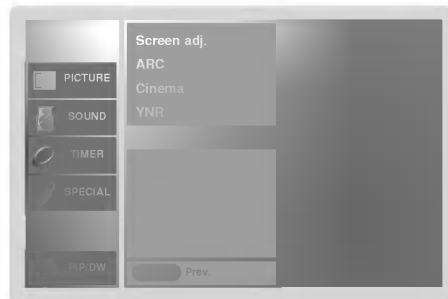 PICTURE
SOUND
TIMER
SPECIAL
PIP/DW
Screen adj.
ARC
Cinema
YNR
Prev.